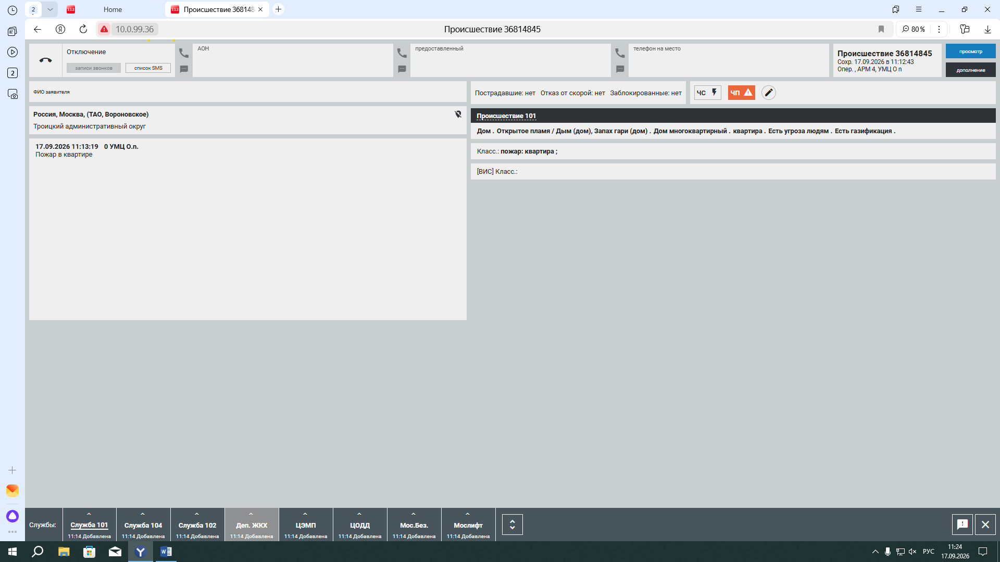 2
Home
Происшествие 368148
10.0.99.36
Происшествие 36814845
80%
2
Отключение
записи звонков
список SMS
АОН
предоставленный
телефон на место
Происшествие 36814845
Сохр. 17.09.2026 в 11:12:43
Опер. , АРМ 4, УМЦ О n
просмотр
дополнение
ФИО заявителя
Пострадавшие: нет Отказ от скорой: нет Заблокированные: нет
ЧС
ЧП
Россия, Москва, (ТАО, Вороновское)
Троицкий административный округ
Происшествие 101
Дом . Открытое пламя / Дым (дом), Запах гари (дом) . Дом многоквартирный . квартира . Есть угроза людям . Есть газификация .
17.09.2026 11:13:19 0 УМЦ О.n.
Пожар в квартире
Класс.: пожар: квартира ;
[ВИС] Класс.:
Службы:
Служба 101
11:14 Добавлена
Служба 104
11:14 Добавлена
Служба 102
11:14 Добавлена
Деп. ЖКХ
11:14 Добавлена
ЦЭМП
11:14 Добавлена
ЦОДД
11:14 Добавлена
Мос.Без.
11:14 Добавлена
Мослифт
11:14 Добавлена
РУС
11:24
17.09.2026